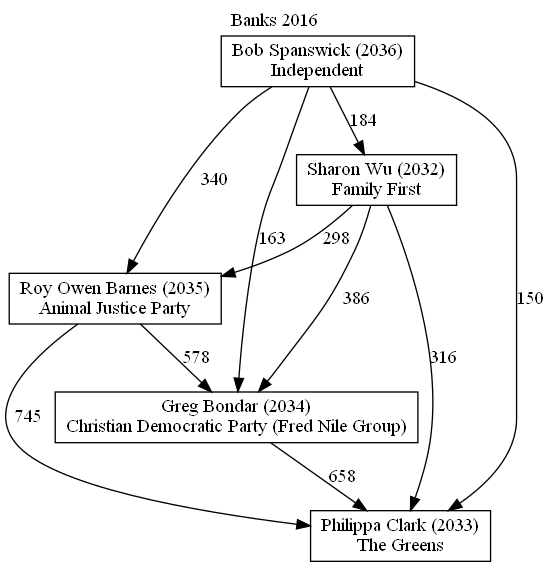 Banks 2016
Bob Spanswick (2036)
Independent
184
Sharon Wu (2032)
Family First
340
163
298
150
386
316
Roy Owen Barnes (2035)
Animal Justice Party
578
745
Greg Bondar (2034)
Christian Democratic Party (Fred Nile Group)
658
Philippa Clark (2033)
The Greens